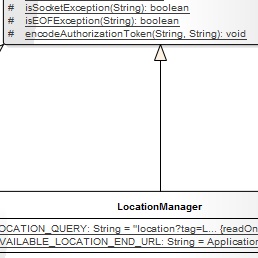 # isSocketException(String): boolean
# isEOFException(String): boolean
# encodeAuthorizationToken(String, String): void
LocationManager
OCATION_QUERY: String = "location?tag=L... {readOn
VAILABLE_LOCATION_END_URL: String = Application